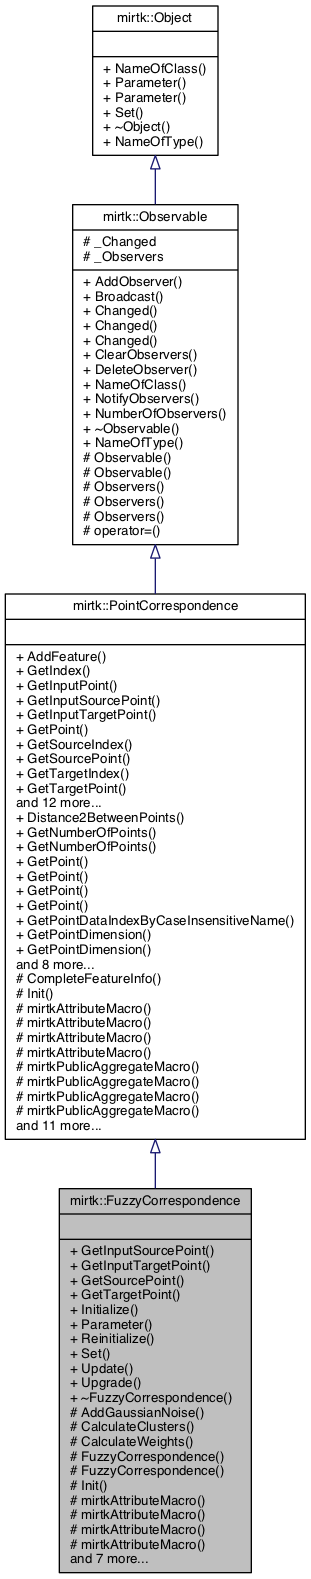 mirtk::Object
+ NameOfClass()
+ Parameter()
+ Parameter()
+ Set()
+ ~Object()
+ NameOfType()
mirtk::Observable
# _Changed
# _Observers
+ AddObserver()
+ Broadcast()
+ Changed()
+ Changed()
+ Changed()
+ ClearObservers()
+ DeleteObserver()
+ NameOfClass()
+ NotifyObservers()
+ NumberOfObservers()
+ ~Observable()
+ NameOfType()
# Observable()
# Observable()
# Observers()
# Observers()
# Observers()
# operator=()
mirtk::PointCorrespondence
+ AddFeature()
+ GetIndex()
+ GetInputPoint()
+ GetInputSourcePoint()
+ GetInputTargetPoint()
+ GetPoint()
+ GetSourceIndex()
+ GetSourcePoint()
+ GetTargetIndex()
+ GetTargetPoint()
and 12 more...
+ Distance2BetweenPoints()
+ GetNumberOfPoints()
+ GetNumberOfPoints()
+ GetPoint()
+ GetPoint()
+ GetPoint()
+ GetPoint()
+ GetPointDataIndexByCaseInsensitiveName()
+ GetPointDimension()
+ GetPointDimension()
and 8 more...
# CompleteFeatureInfo()
# Init()
# mirtkAttributeMacro()
# mirtkAttributeMacro()
# mirtkAttributeMacro()
# mirtkAttributeMacro()
# mirtkPublicAggregateMacro()
# mirtkPublicAggregateMacro()
# mirtkPublicAggregateMacro()
# mirtkPublicAggregateMacro()
and 11 more...
mirtk::FuzzyCorrespondence
+ GetInputSourcePoint()
+ GetInputTargetPoint()
+ GetSourcePoint()
+ GetTargetPoint()
+ Initialize()
+ Parameter()
+ Reinitialize()
+ Set()
+ Update()
+ Upgrade()
+ ~FuzzyCorrespondence()
# AddGaussianNoise()
# CalculateClusters()
# CalculateWeights()
# FuzzyCorrespondence()
# FuzzyCorrespondence()
# Init()
# mirtkAttributeMacro()
# mirtkAttributeMacro()
# mirtkAttributeMacro()
# mirtkAttributeMacro()
and 7 more...